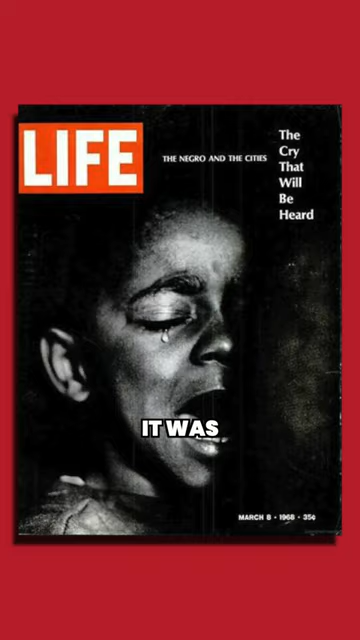 LIFE
THE NEGRO AND THE CITIES
The
Cry
That
Will
Be
Heard
IT WAS
MARCH 8 • 1968 • 35¢